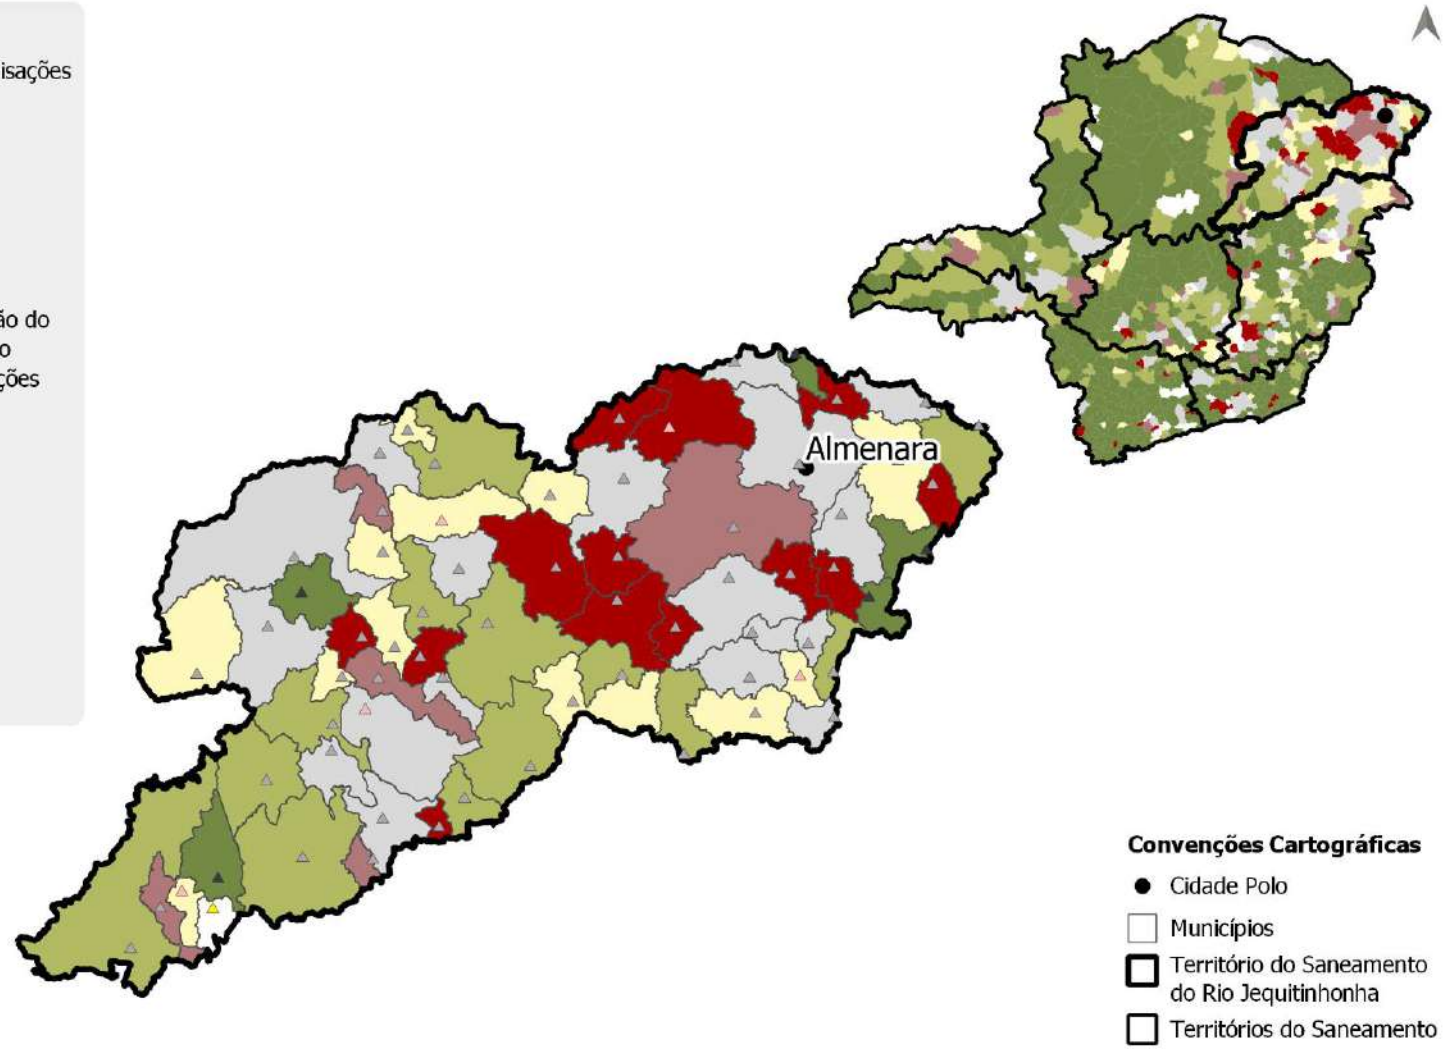 isações
ão do
o
ções
Almenara
Convenções Cartográficas
Cidade Polo
Municípios
Território do Saneamento
do Rio Jequitinhonha
Territórios do Saneamento